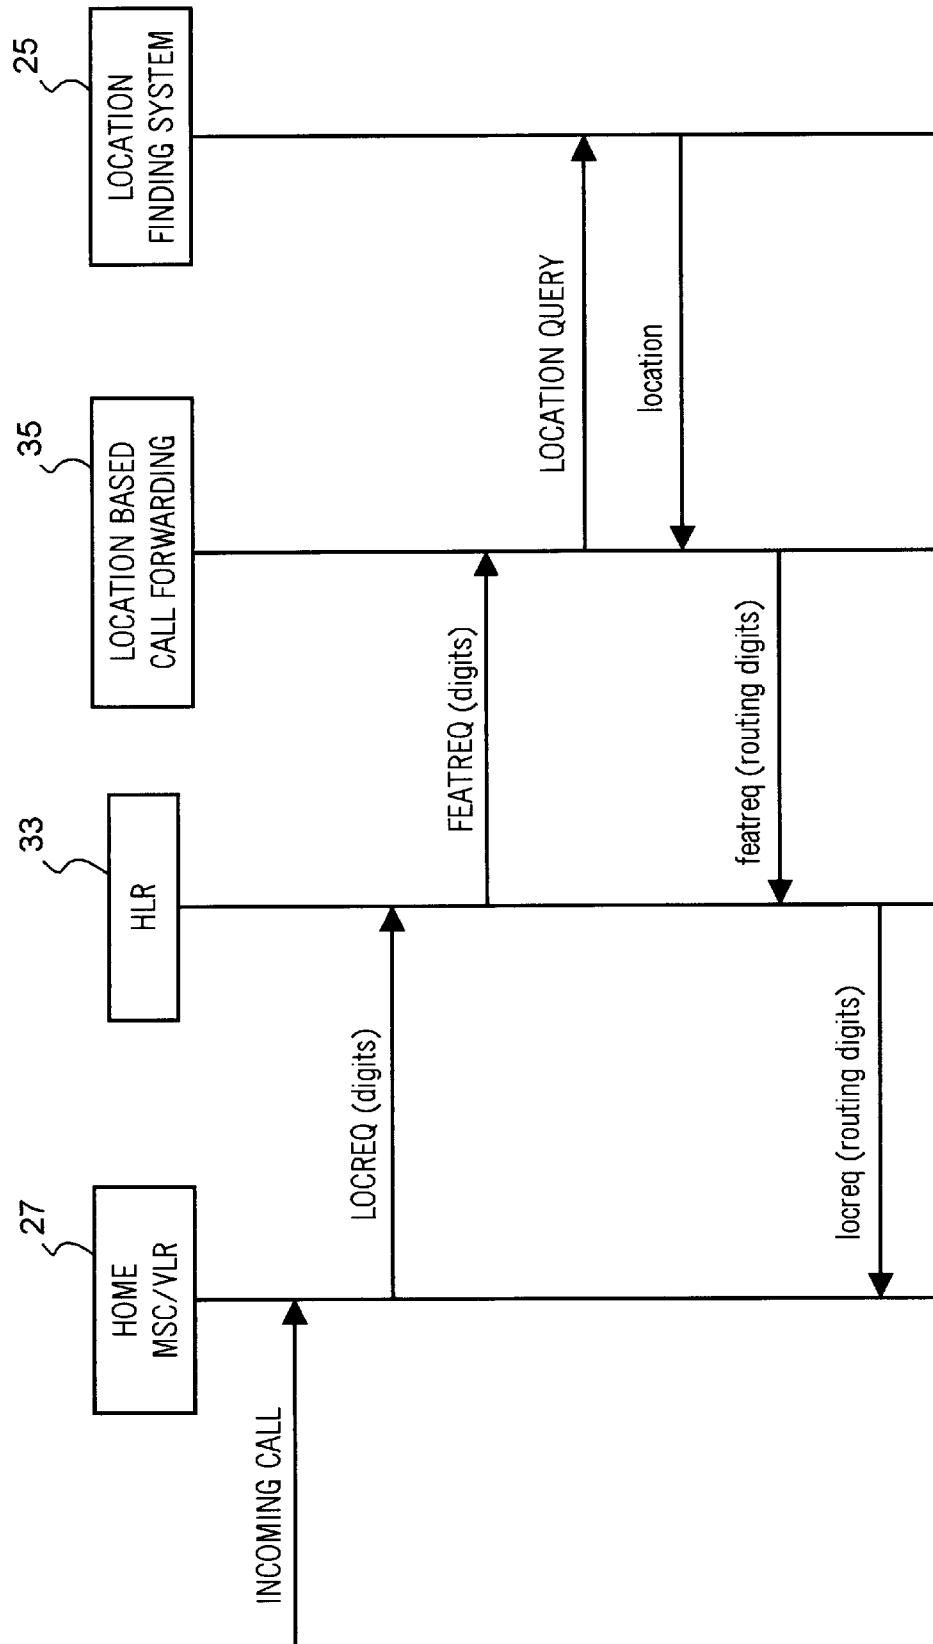 27
HOME
MSC/VLR
33
HLR
35
LOCATION BASED
CALL FORWARDING
25
LOCATION
FINDING SYSTEM
INCOMING CALL
LOCREQ (digits)
FEATREQ (digits)
LOCATION QUERY
location
featreq (routing digits)
locreq (routing digits)